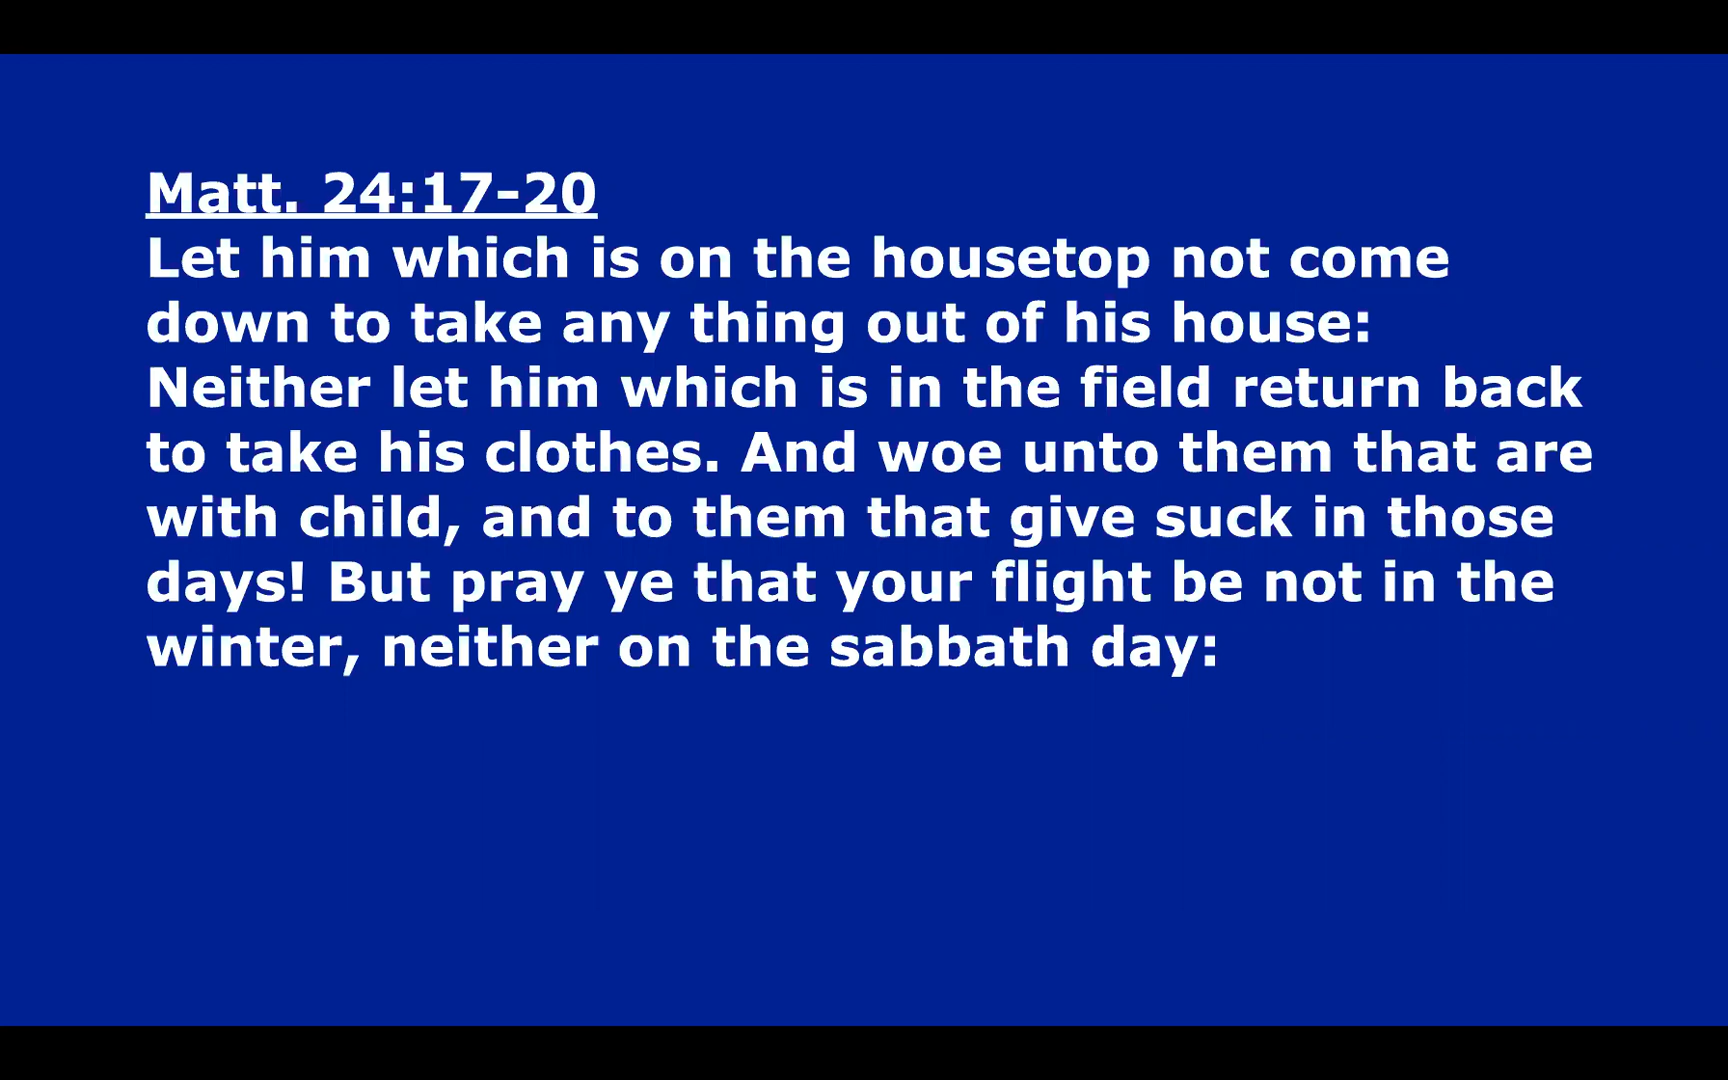 Matt. 24:17-20
Let him which is on the housetop not come
down to take any thing out of his house:
Neither let him which is in the field return back
to take his clothes. And woe unto them that are
with child, and to them that give suck in those
days! But pray ye that your flight be not in the
winter, neither on the sabbath day: